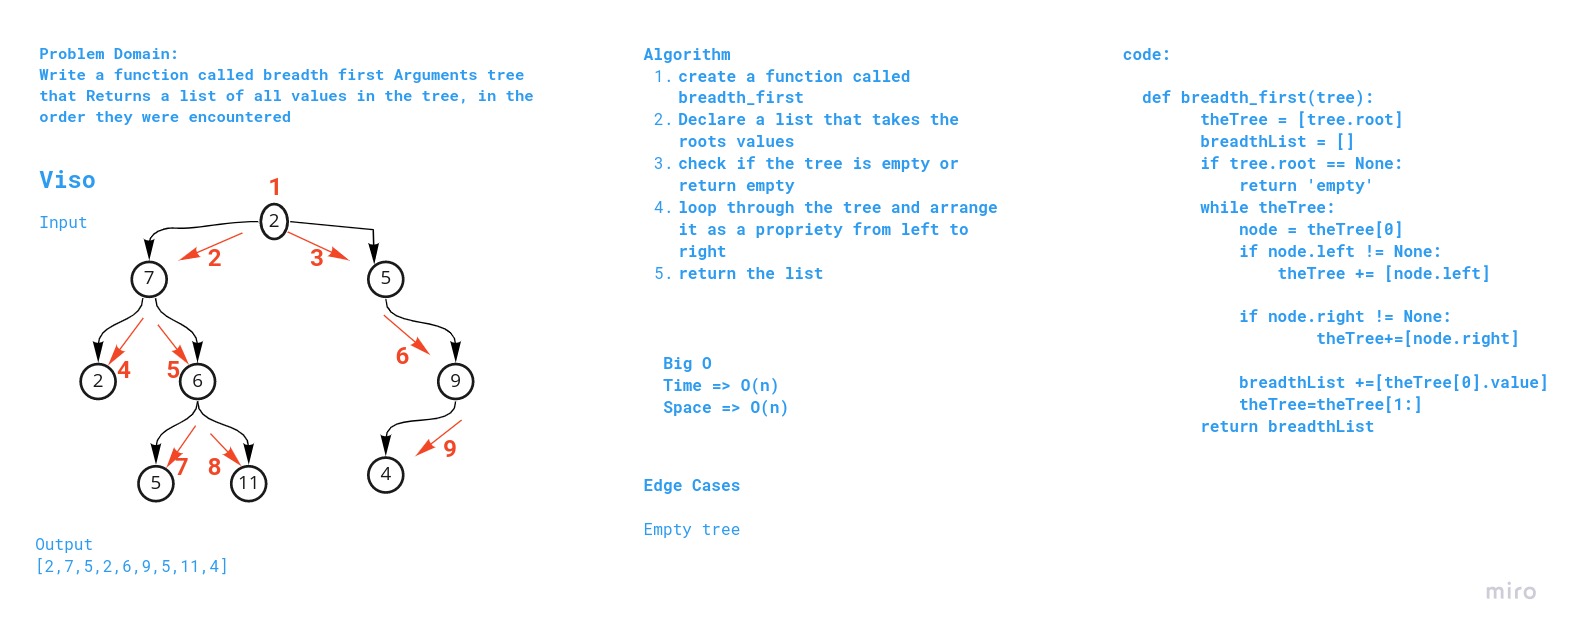 Problem Domain:
Write a function called breadth first Arguments tree
that Returns a list of all values in the tree, in the
order they were encountered
Viso
Input
1
2
2
3
7
5
4
5
6
2
6
9
7
8
9
5
11
4
Output
[2,7,5,2,6,9,5,11,4]
Algorithm
1. create a function called
breadth_first
2. Declare a list that takes the
roots values
3. check if the tree is empty or
return empty
4. loop through the tree and arrange
it as a propriety from left to
right
5. return the list
Big O
Time => O(n)
Space => O(n)
Edge Cases
Empty tree
code:
def breadth_first(tree):
theTree = [tree.root]
breadthList = []
if tree.root == None:
return 'empty'
while theTree:
node = theTree[0]
if node.left != None:
theTree += [node.left]
if node.right != None:
theTree+=[node.right]
breadthList +=[theTree[0].value]
theTree=theTree[1:]
return breadthList
miro